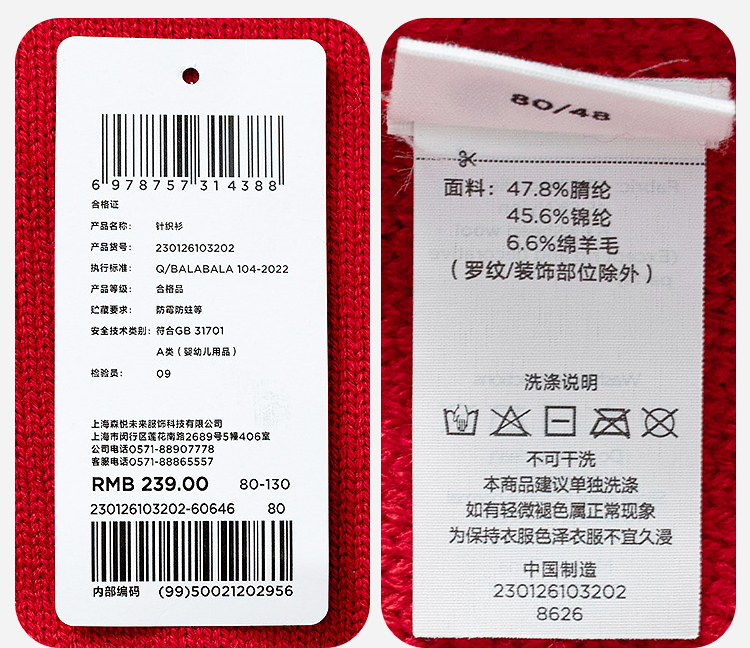 6 978757 314388
合格证
产品名称: 针织衫
产品货号: 230126103202
执行标准: Q/BALABALA 104-2022
产品等级: 合格品
贮藏要求: 防霉防蛀等
安全技术类别: 符合GB 31701
A类（婴幼儿用品）
检验员: 09
上海森悦未来服饰科技有限公司
上海市闵行区莲花南路2689号5幢406室
公司电话0571-88907778
客服电话0571-88865557
RMB 239.00 80-130
230126103202-60646 80
内部编码 (99)50021202956
80/48
面料: 47.8%腈纶
45.6%锦纶
6.6%绵羊毛
（罗纹/装饰部位除外）
洗涤说明
不可干洗
本商品建议单独洗涤
如有轻微褪色属正常现象
为保持衣服色泽衣服不宜久浸
中国制造
230126103202
8626